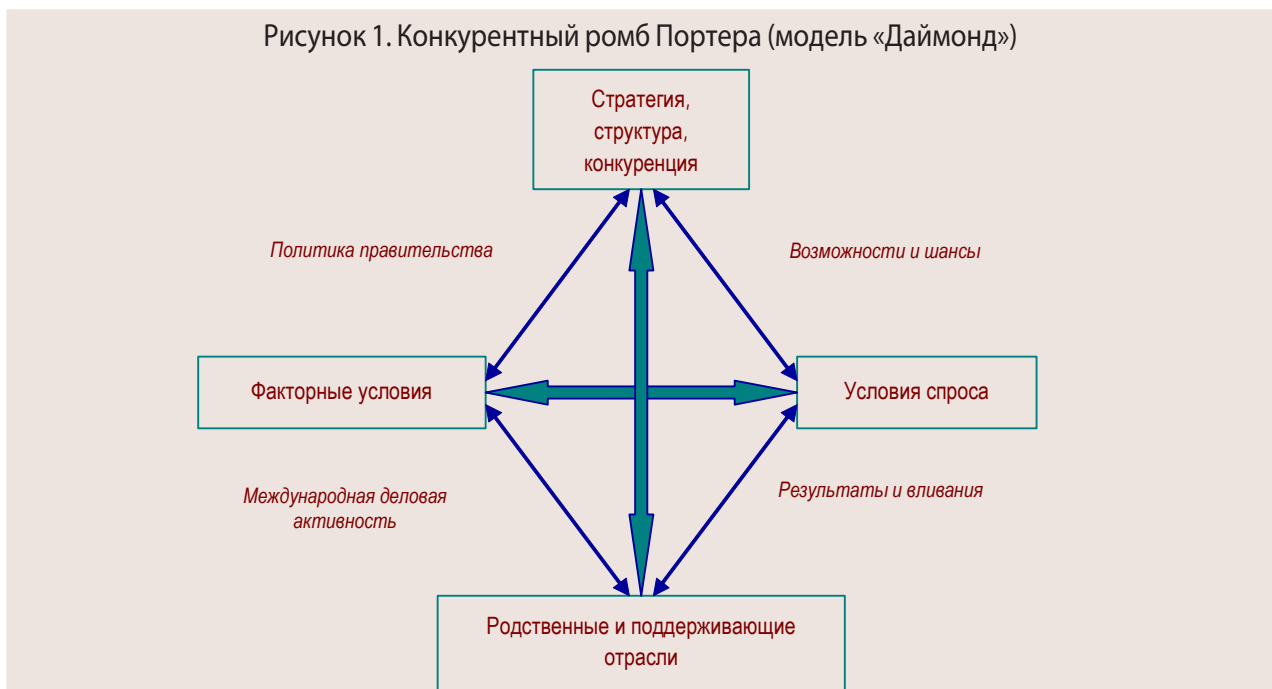 Рисунок 1. Конкурентный ромб Портера (модель «Даймонд»)
Стратегия,
структура,
конкуренция
Политика правительства
Возможности и шансы
Факторные условия
Условия спроса
Международная деловая
активность
Результаты и вливания
Родственные и поддерживающие
отрасли